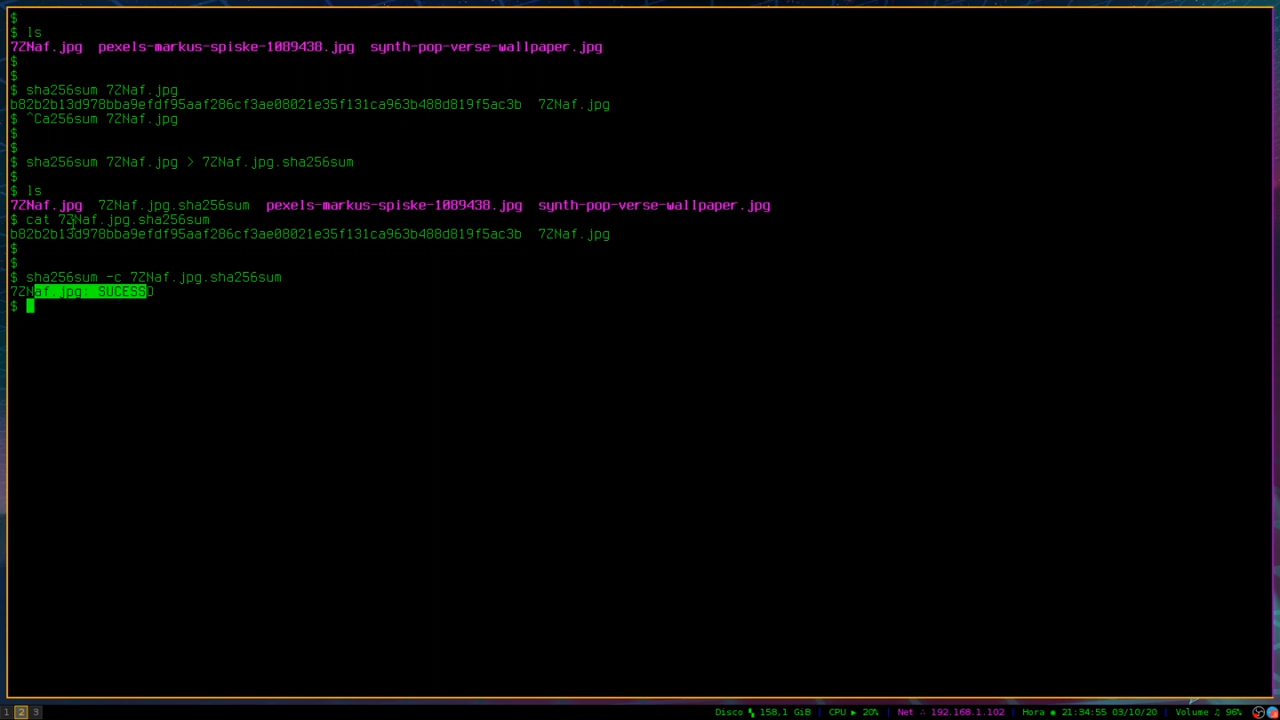 $
$ ls
7ZNaf.jpg  pexels-markus-spiske-1089438.jpg  synth-pop-verse-wallpaper.jpg
$
$
$ sha256sum 7ZNaf.jpg
b82b2b13d978bba9efdf95aaf286cf3ae08021e35f131ca963b488d819f5ac3b  7ZNaf.jpg
$ ^Ca256sum 7ZNaf.jpg
$
$
$ sha256sum 7ZNaf.jpg > 7ZNaf.jpg.sha256sum
$
$ ls
7ZNaf.jpg  7ZNaf.jpg.sha256sum  pexels-markus-spiske-1089438.jpg  synth-pop-verse-wallpaper.jpg
$ cat 7ZNaf.jpg.sha256sum
b82b2b13d978bba9efdf95aaf286cf3ae08021e35f131ca963b488d819f5ac3b  7ZNaf.jpg
$
$
$ sha256sum -c 7ZNaf.jpg.sha256sum
7ZNaf.jpg: SUCESSO
$
1 2 3 Disco 158,1 GiB | CPU ▶ 20% | Net 192.168.1.102 | Hora 21:34:55 03/10/20 | Volume 96%